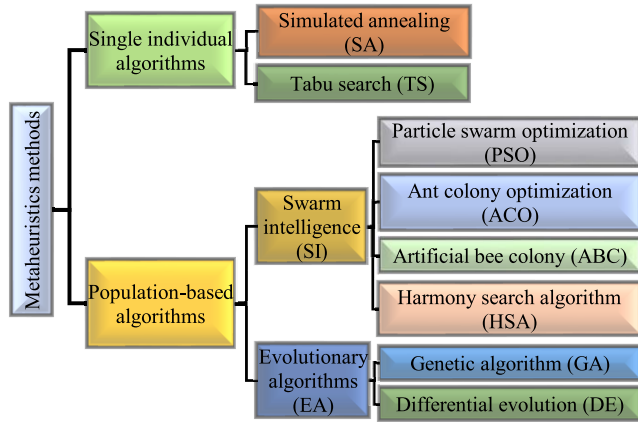 Metaheuristics methods
Single individual
algorithms
Simulated annealing
(SA)
Tabu search (TS)
Population-based
algorithms
Swarm
intelligence
(SI)
Particle swarm optimization
(PSO)
Ant colony optimization
(ACO)
Artificial bee colony (ABC)
Harmony search algorithm
(HSA)
Evolutionary
algorithms
(EA)
Genetic algorithm (GA)
Differential evolution (DE)